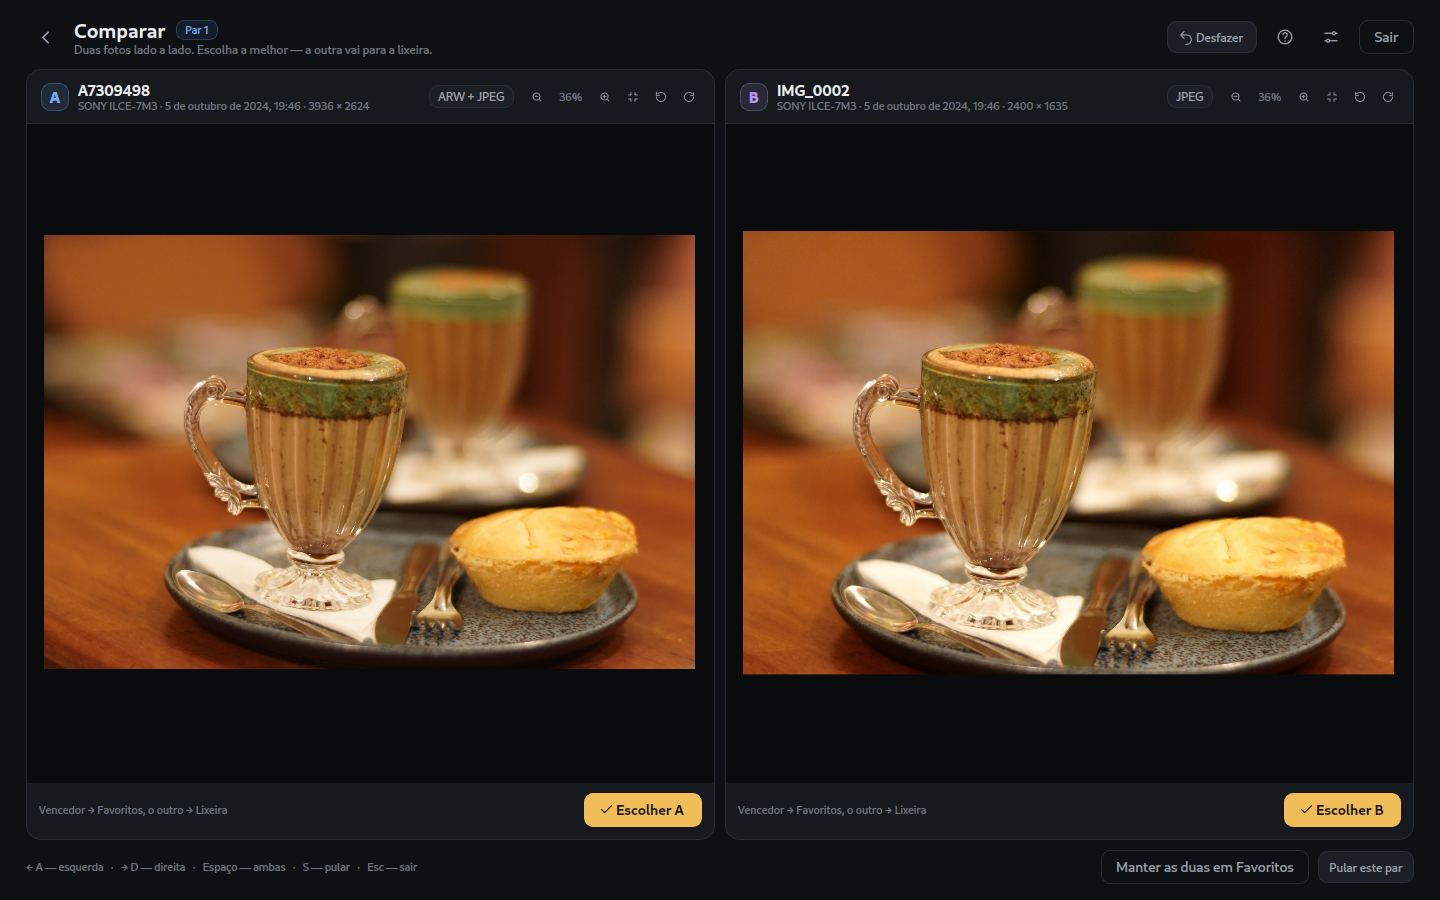 Comparar Par 1
Duas fotos lado a lado. Escolha a melhor — a outra vai para a lixeira.
Desfazer
Sair
A A7309498
SONY ILCE-7M3 · 5 de outubro de 2024, 19:46 · 3936 × 2624
ARW + JPEG
36%
B IMG_0002
SONY ILCE-7M3 · 5 de outubro de 2024, 19:46 · 2400 × 1635
JPEG
36%
Vencedor → Favoritos, o outro → Lixeira
Escolher A
Vencedor → Favoritos, o outro → Lixeira
Escolher B
← A — esquerda · → D — direita · Espaço — ambas · S — pular · Esc — sair
Manter as duas em Favoritos
Pular este par